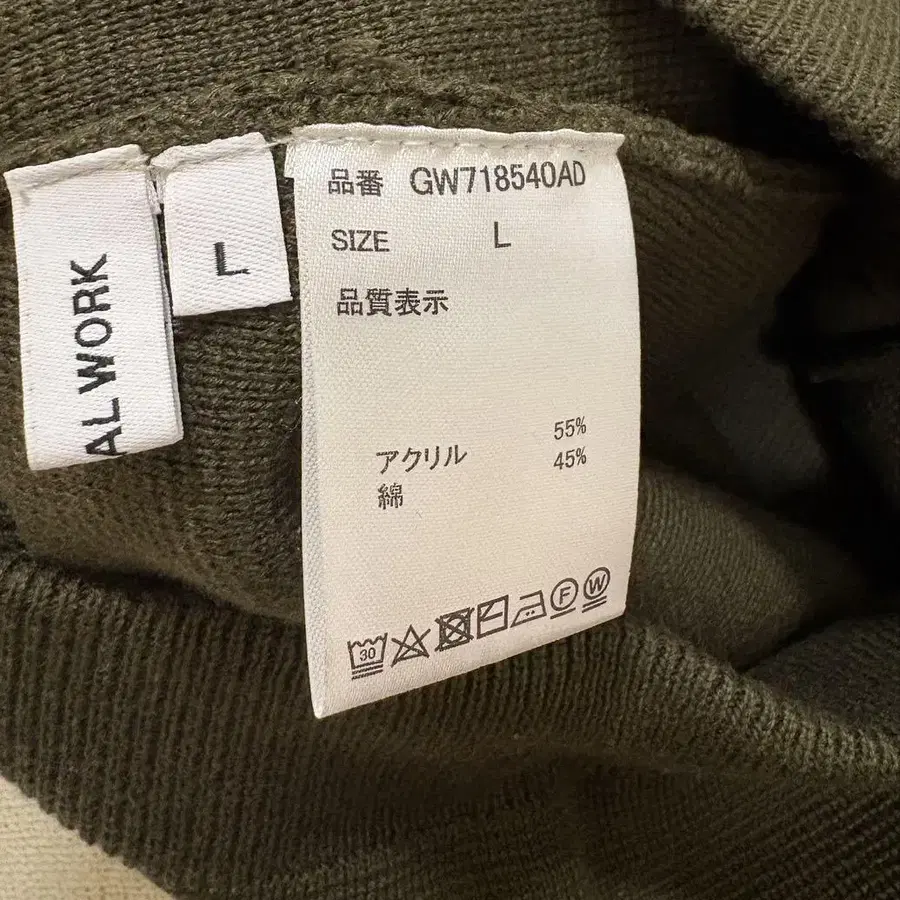 AL WORK
L
品番 GW718540AD
SIZE L
品質表示
アクリル 55%
綿 45%
30
F
W